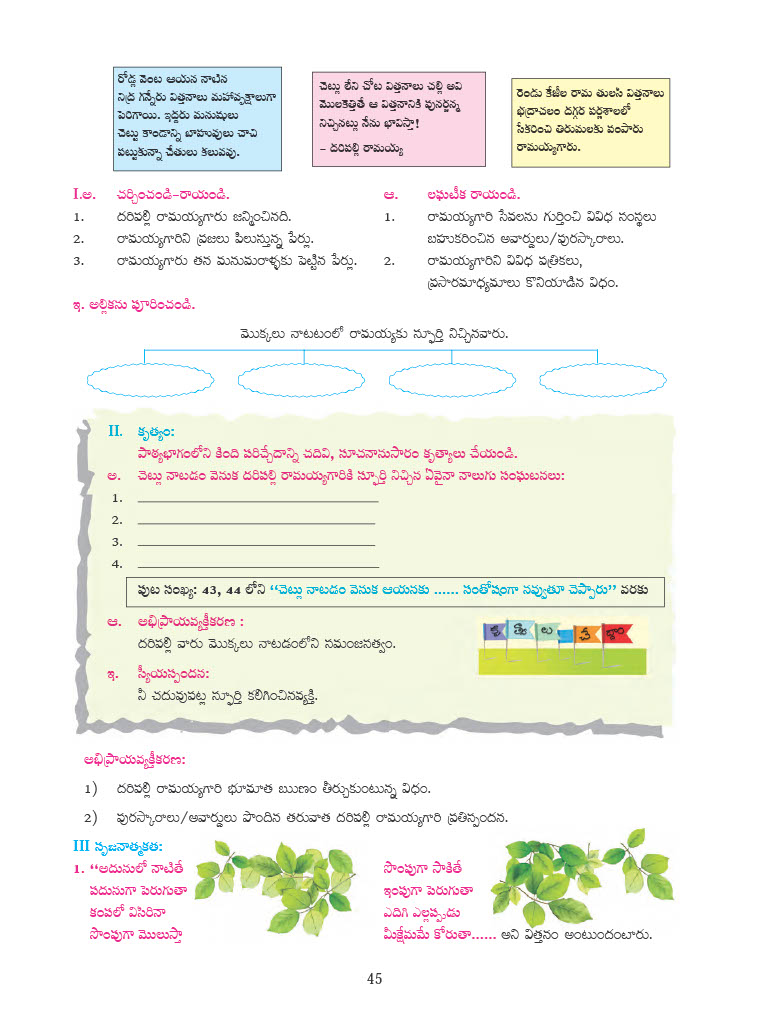 రోడ్ల వెంట ఆయన నాటిన
నిద్ర గన్నేరు విత్తనాలు మహావృక్షాలుగా
పెరిగాయి. ఇద్దరు మనుషులు
చెట్టు కాండాన్ని బాహువులు చాచి
పట్టుకున్నా చేతులు కలువవు.
చెట్లు లేని చోట విత్తనాలు చల్లి అవి
మొలకెత్తితే ఆ విత్తనానికి పునర్జన్మ
నిచ్చినట్లు నేను భావిస్తా!
– దరిపల్లి రామయ్య
రెండు కేజీల రామ తులసి విత్తనాలు
భద్రాచలం దగ్గర పర్ణశాలలో
సేకరించి తిరుమలకు పంపారు
రామయ్యగారు.
I.అ. చర్చించండి-రాయండి.
1. దరిపల్లి రామయ్యగారు జన్మించినది.
2. రామయ్యగారిని ప్రజలు పిలుస్తున్న పేర్లు.
3. రామయ్యగారు తన మనుమరాళ్ళకు పెట్టిన పేర్లు.
ఆ. లఘుటీక రాయండి.
1. రామయ్యగారి సేవలను గుర్తించి వివిధ సంస్థలు
బహుకరించిన అవార్డులు/పురస్కారాలు.
2. రామయ్యగారిని వివిధ పత్రికలు,
ప్రసారమాధ్యమాలు కొనియాడిన విధం.
ఇ. అల్లికను పూరించండి.
మొక్కలు నాటటంలో రామయ్యకు స్ఫూర్తి నిచ్చినవారు.
II. కృత్యం:
పాఠ్యభాగంలోని కింది పరిచ్ఛేదాన్ని చదివి, సూచనానుసారం కృత్యాలు చేయండి.
అ. చెట్లు నాటడం వెనుక దరిపల్లి రామయ్యగారికి స్ఫూర్తి నిచ్చిన ఏవైనా నాలుగు సంఘటనలు:
1.
2.
3.
4.
పుట సంఖ్య: 43, 44 లోని “చెట్లు నాటడం వెనుక ఆయనకు ...... సంతోషంగా నవ్వుతూ చెప్పారు” వరకు
ఆ. అభిప్రాయవ్యక్తీకరణ :
దరిపల్లి వారు మొక్కలు నాటడంలోని సమంజనత్వం.
కృ త్యా లు చే ద్దాం
ఇ. స్వీయస్పందన:
నీ చదువుపట్ల స్ఫూర్తి కలిగించినవ్యక్తి.
అభిప్రాయవ్యక్తీకరణ:
1) దరిపల్లి రామయ్యగారి భూమాత ఋణం తీర్చుకుంటున్న విధం.
2) పురస్కారాలు/అవార్డులు పొందిన తరువాత దరిపల్లి రామయ్యగారి ప్రతిస్పందన.
III సృజనాత్మకత:
1. “అదునులో నాటితే
పదునుగా పెరుగుతా
కంపలో విసిరినా
సొంపుగా మొలుస్తా
సొంపుగా సాకితే
ఇంపుగా పెరుగుతా
ఎదిగి ఎల్లప్పుడు
మీక్షేమమే కోరుతా...... అని విత్తనం అంటుందంటారు.
45